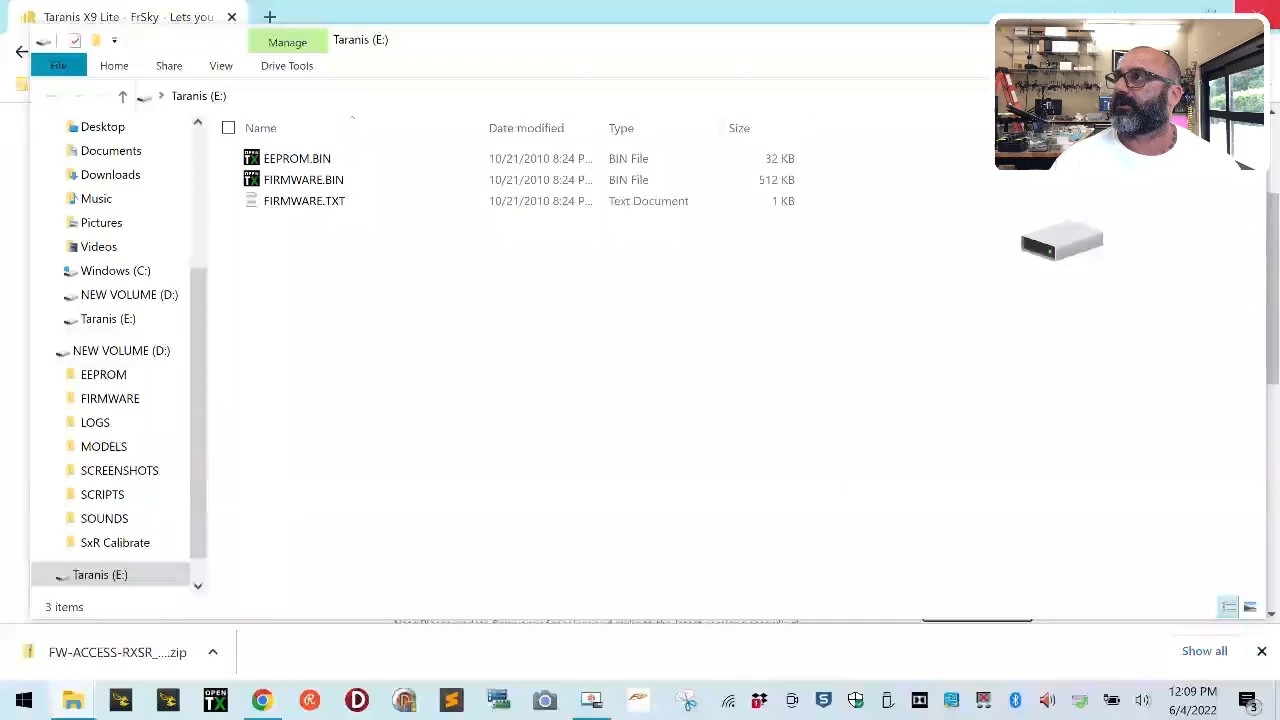 Taranis X9 Lite - FrSky - Lets you
Manage
File
Home
Share
View
Drive Tools
Taranis (E:)
Name
Date modified
Type
Size
Desktop
Documents
Downloads
Music
Pictures
Videos
Windows (C:)
NEW VOLUME (D:)
Taranis (E:)
NEW VOLUME (D:)
EEPROM
FIRMWARE
LOGS
MODELS
SCREENSHOTS
SCRIPTS
SOUNDS
SxR Calibrate
Taranis (E:)
EEPROM.BIN
10/21/2010 8:24 P...
BIN File
32 KB
FIRMWARE.BIN
10/21/2010 8:24 P...
BIN File
512 KB
FIRMWARE.TXT
10/21/2010 8:24 P...
Text Document
1 KB
3 items
FW-ACCESS-RXSR_....zip
Show all
OPEN
TX
12:09 PM
6/4/2022
3